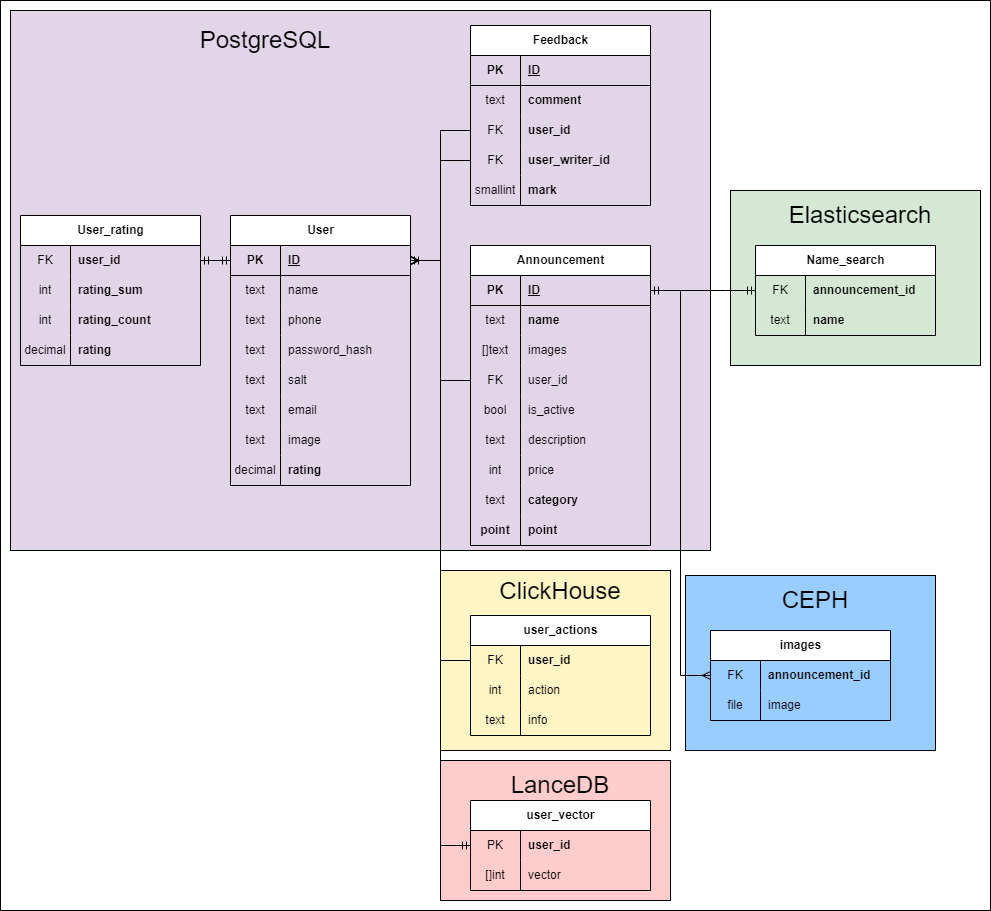 PostgreSQL
Feedback
PK ID
text comment
FK user_id
FK user_writer_id
smallint mark
User_rating
FK user_id
int rating_sum
int rating_count
decimal rating
User
PK ID
text name
text phone
text password_hash
text salt
text email
text image
decimal rating
Announcement
PK ID
text name
[]text images
FK user_id
bool is_active
text description
int price
text category
point point
Elasticsearch
Name_search
FK announcement_id
text name
ClickHouse
user_actions
FK user_id
int action
text info
CEPH
images
FK announcement_id
file image
LanceDB
user_vector
PK user_id
[]int vector